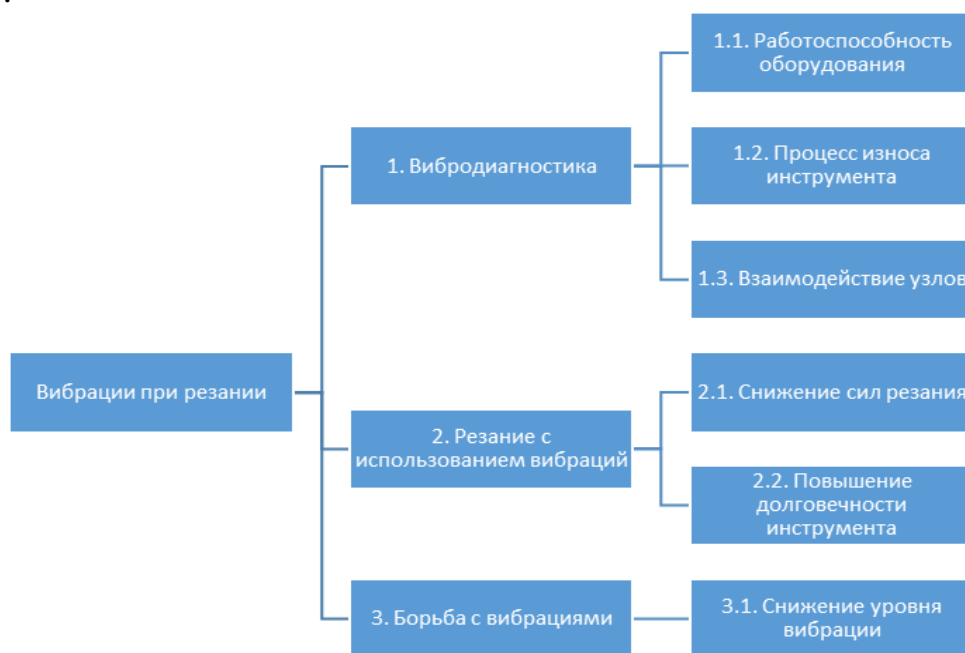 1.1. Работоспособность
оборудования
1. Вибродиагностика
1.2. Процесс износа
инструмента
1.3. Взаимодействие узлов
Вибрации при резании
2. Резание с
использованием вибраций
2.1. Снижение сил резания
2.2. Повышение
долговечности
инструмента
3. Борьба с вибрациями
3.1. Снижение уровня
вибрации